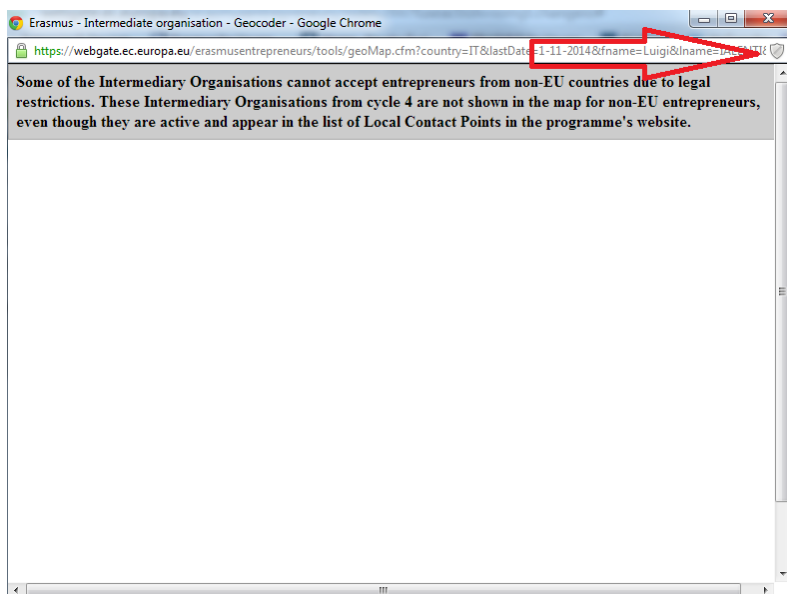 Erasmus - Intermediate organisation - Geocoder - Google Chrome
https://webgate.ec.europa.eu/erasmusentrepreneurs/tools/geoMap.cfm?country=IT&lastDate=1-11-2014&fname=Luigi&lname=
Some of the Intermediary Organisations cannot accept entrepreneurs from non-EU countries due to legal
restrictions. These Intermediary Organisations from cycle 4 are not shown in the map for non-EU entrepreneurs,
even though they are active and appear in the list of Local Contact Points in the programme's website.